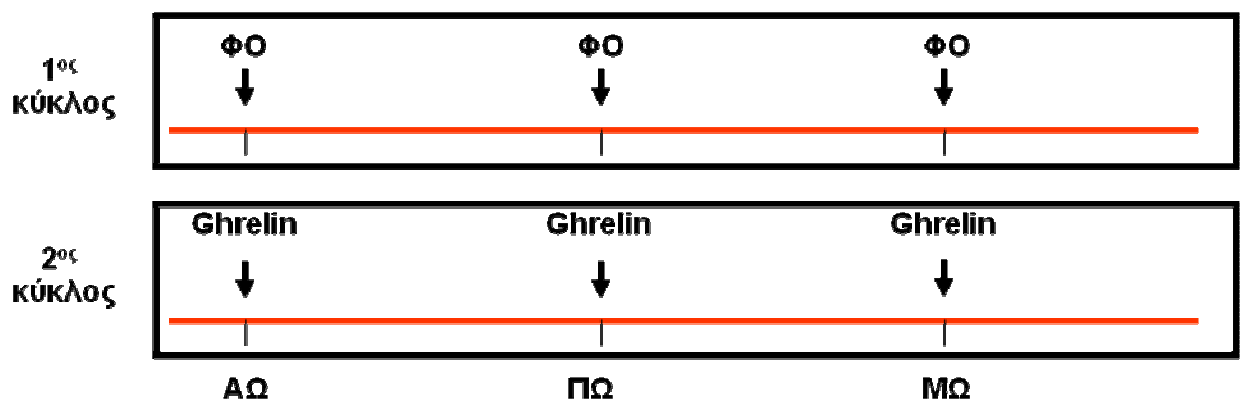 ΦΟ ΦΟ ΦΟ
1ος
κύκλος
Ghrelin Ghrelin Ghrelin
2ος
κύκλος
ΑΩ ΠΩ ΜΩ